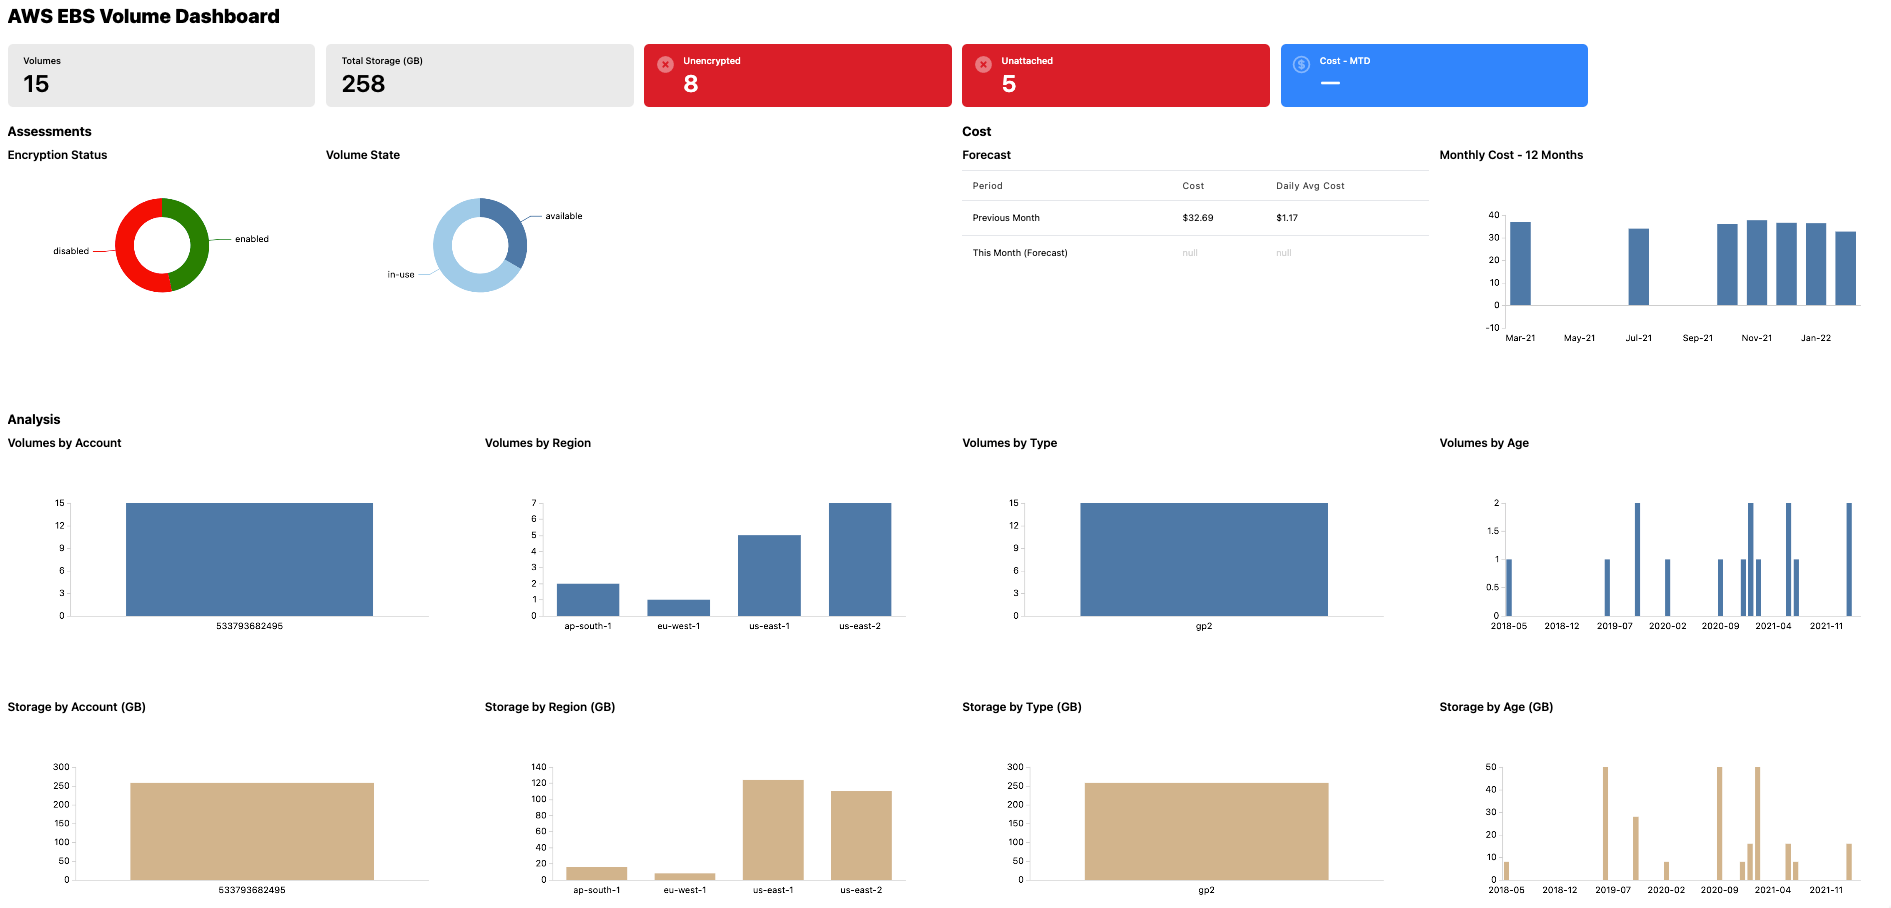 AWS EBS Volume Dashboard
Volumes
15
Total Storage (GB)
258
Unencrypted
8
Unattached
5
Cost - MTD
—
Assessments
Encryption Status
disabled
enabled
Volume State
available
in-use
Cost
Forecast
Period Cost Daily Avg Cost
Previous Month $32.69 $1.17
This Month (Forecast) null null
Monthly Cost - 12 Months
40
30
20
10
0
-10
Mar-21 May-21 Jul-21 Sep-21 Nov-21 Jan-22
Analysis
Volumes by Account
15
12
9
6
3
0
533793682495
Volumes by Region
7
6
5
4
3
2
1
0
ap-south-1 eu-west-1 us-east-1 us-east-2
Volumes by Type
15
12
9
6
3
0
gp2
Volumes by Age
2
1.5
1
0.5
0
2018-05 2018-12 2019-07 2020-02 2020-09 2021-04 2021-11
Storage by Account (GB)
300
250
200
150
100
50
0
533793682495
Storage by Region (GB)
140
120
100
80
60
40
20
0
ap-south-1 eu-west-1 us-east-1 us-east-2
Storage by Type (GB)
300
250
200
150
100
50
0
gp2
Storage by Age (GB)
50
40
30
20
10
0
2018-05 2018-12 2019-07 2020-02 2020-09 2021-04 2021-11